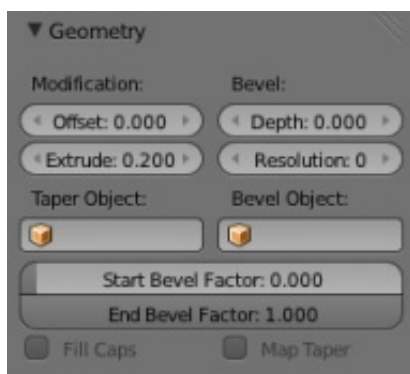 Geometry
Modification: Bevel:
Offset: 0.000 Depth: 0.000
Extrude: 0.200 Resolution: 0
Taper Object: Bevel Object:
Start Bevel Factor: 0.000
End Bevel Factor: 1.000
Fill Caps Map Taper